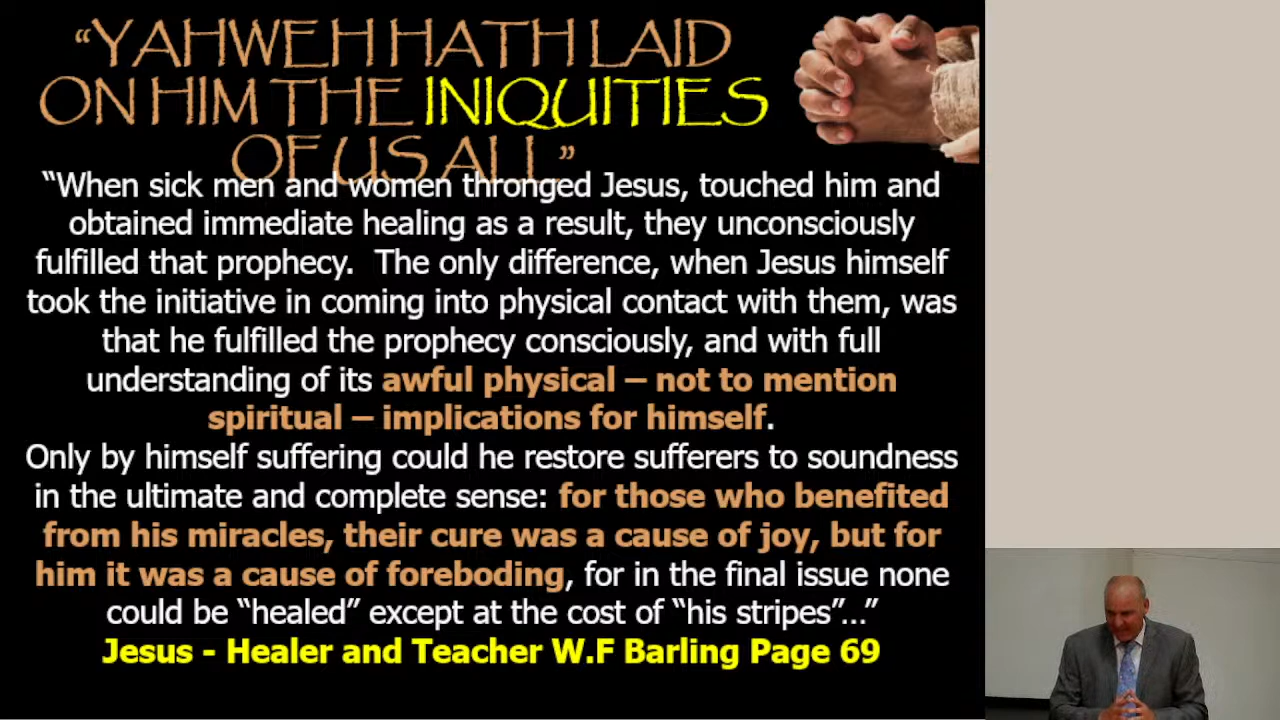 “YAHWEH HATH LAID
ON HIM THE INIQUITIES
OF US ALL”
“When sick men and women thronged Jesus, touched him and
obtained immediate healing as a result, they unconsciously
fulfilled that prophecy.  The only difference, when Jesus himself
took the initiative in coming into physical contact with them, was
that he fulfilled the prophecy consciously, and with full
understanding of its awful physical – not to mention
spiritual – implications for himself.
Only by himself suffering could he restore sufferers to soundness
in the ultimate and complete sense: for those who benefited
from his miracles, their cure was a cause of joy, but for
him it was a cause of foreboding, for in the final issue none
could be “healed” except at the cost of “his stripes”…”
Jesus - Healer and Teacher W.F Barling Page 69